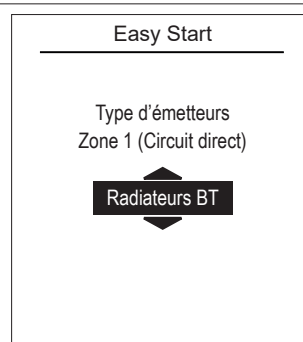 Easy Start
Type d'émetteurs
Zone 1 (Circuit direct)
Radiateurs BT